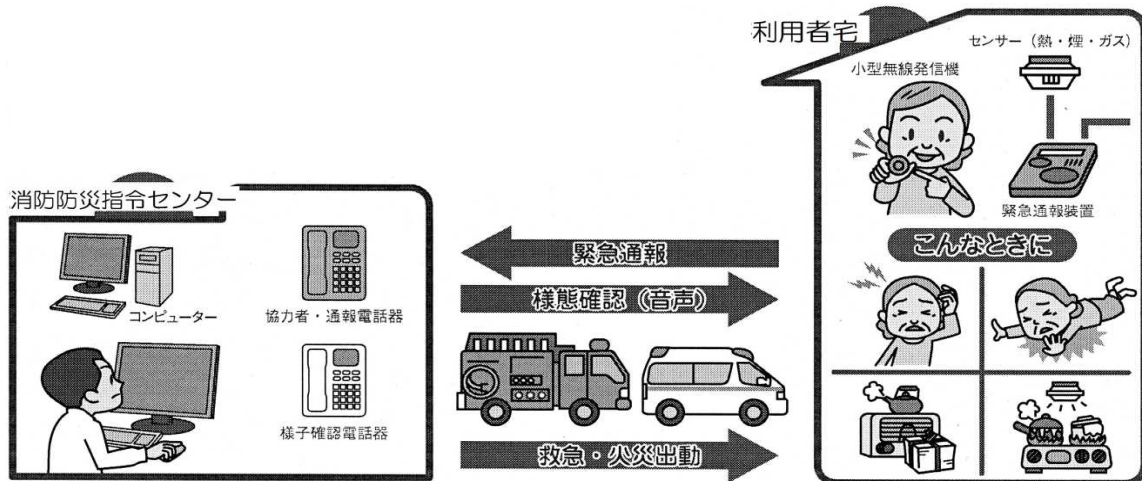 利用者宅
センサー（熱・煙・ガス）
小型無線発信機
緊急通報装置
こんなときに
消防防災指令センター
コンピューター
協力者・通報電話器
様子確認電話器
緊急通報
様態確認（音声）
救急・火災出動